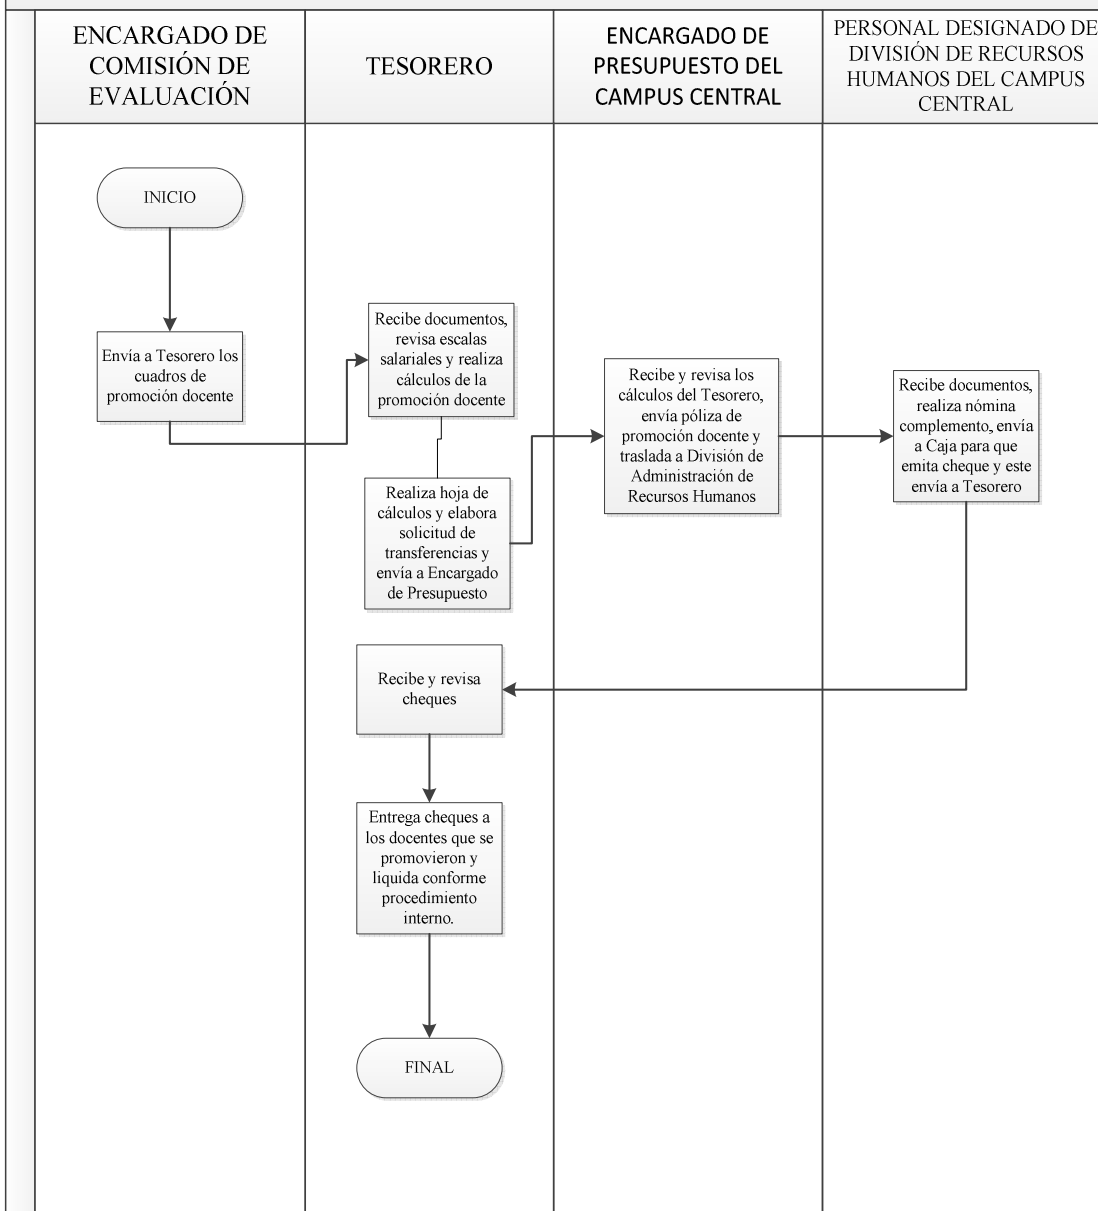 ENCARGADO DE
COMISIÓN DE
EVALUACIÓN
TESORERO
ENCARGADO DE
PRESUPUESTO DEL
CAMPUS CENTRAL
PERSONAL DESIGNADO DE
DIVISIÓN DE RECURSOS
HUMANOS DEL CAMPUS
CENTRAL
INICIO
Envía a Tesorero los
cuadros de
promoción docente
Recibe documentos,
revisa escalas
salariales y realiza
cálculos de la
promoción docente
Realiza hoja de
cálculos y elabora
solicitud de
transferencias y
envía a Encargado
de Presupuesto
Recibe y revisa los
cálculos del Tesorero,
envía póliza de
promoción docente y
traslada a División de
Administración de
Recursos Humanos
Recibe documentos,
realiza nómina
complemento, envía
a Caja para que
emita cheque y este
envía a Tesorero
Recibe y revisa
cheques
Entrega cheques a
los docentes que se
promovieron y
liquida conforme
procedimiento
interno.
FINAL